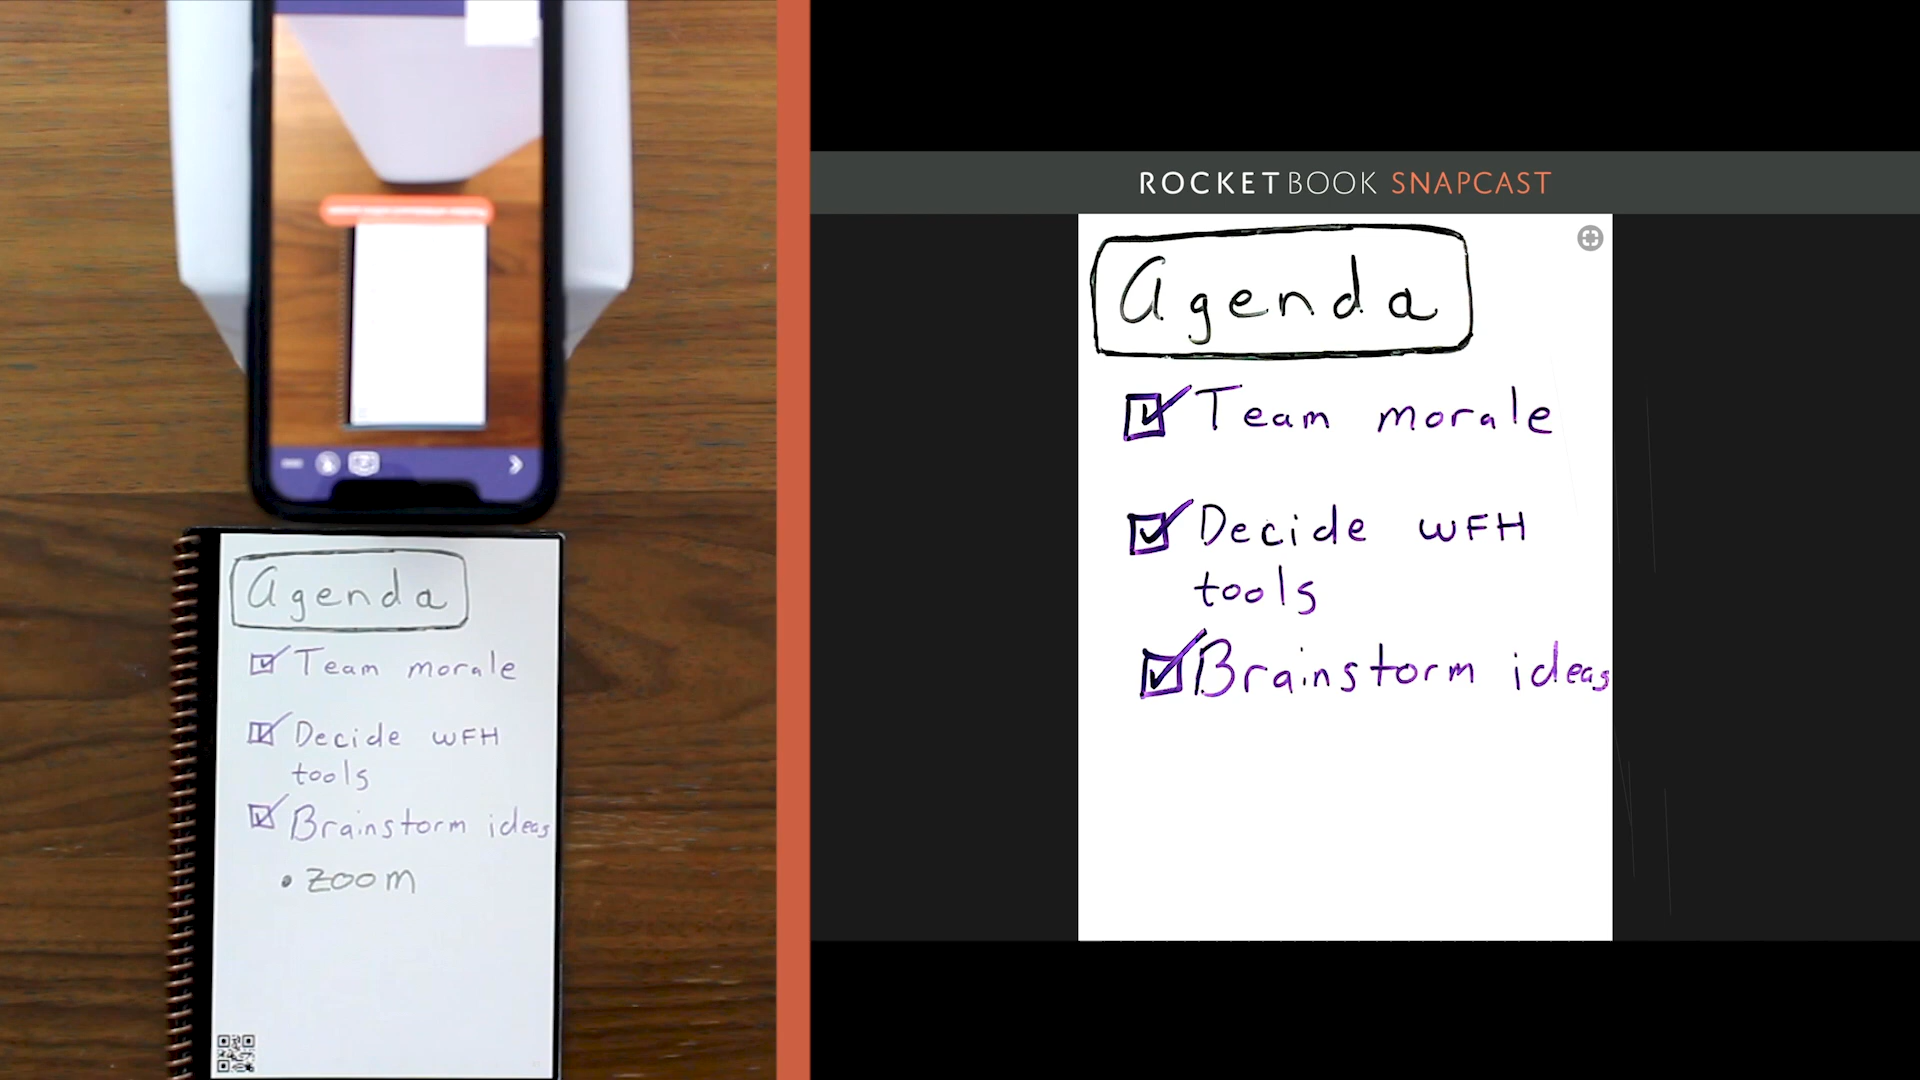 Agenda
Team morale
Decide WFH
tools
Brainstorm ideas
• ZOOM
ROCKETBOOK SNAPCAST
Agenda
Team morale
Decide WFH
tools
Brainstorm ideas